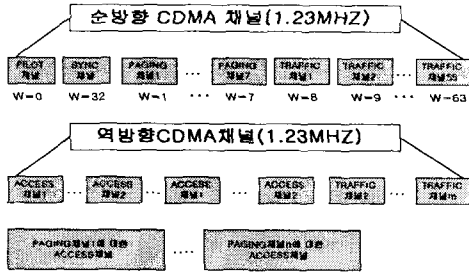 순방향 CDMA 채널(1.23MHZ)
PILOT 채널 SYNC 채널 PAGING 채널1 ... PAGING 채널7 TRAFFIC 채널1 TRAFFIC 채널2 ... TRAFFIC 채널55
W=0 W=32 W=1 ... W=7 W=8 W=9 ... W=63
역방향CDMA채널(1.23MHZ)
ACCESS 채널1 ... ACCESS 채널2 ACCESS 채널1 ... ACCESS 채널2 TRAFFIC 채널2 ... TRAFFIC 채널m
PAGING채널1에 대한 ACCESS채널 .... PAGING채널n에 대한 ACCESS채널